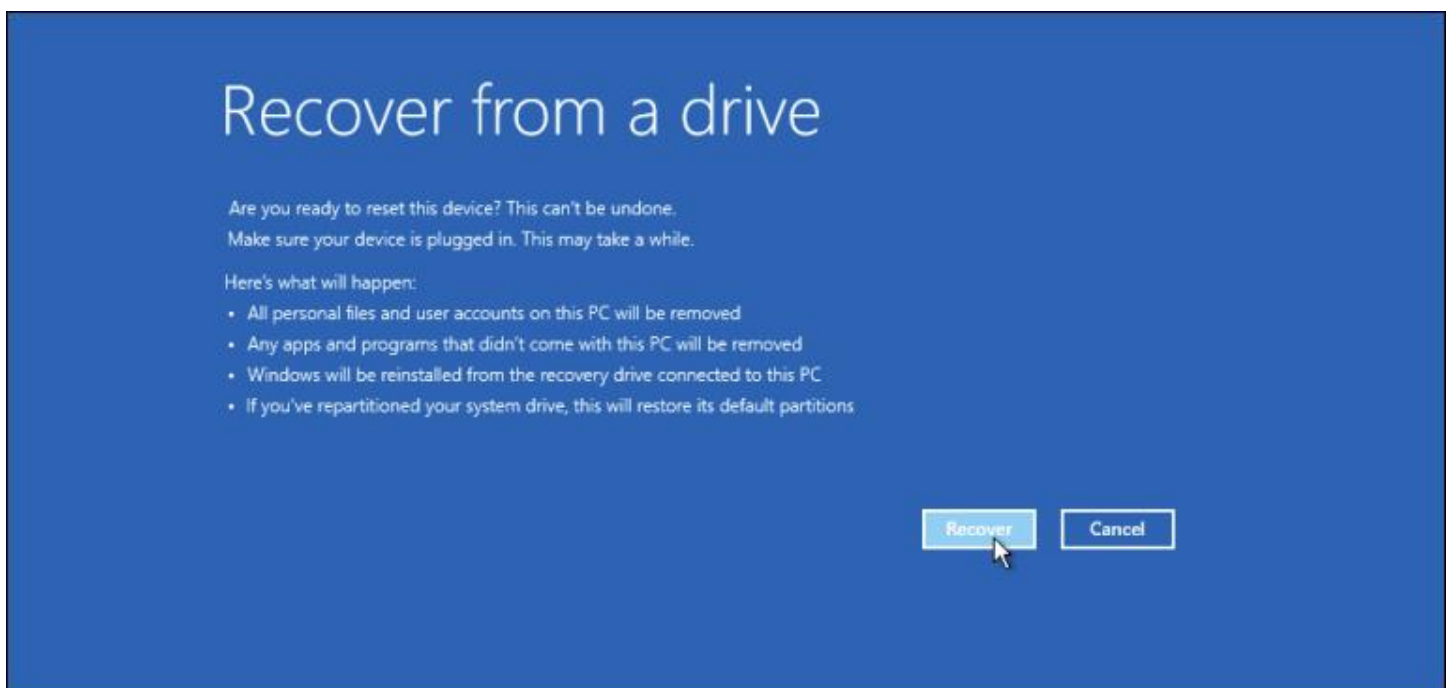 Recover from a drive
Are you ready to reset this device? This can't be undone.
Make sure your device is plugged in. This may take a while.
Here's what will happen:
• All personal files and user accounts on this PC will be removed
• Any apps and programs that didn't come with this PC will be removed
• Windows will be reinstalled from the recovery drive connected to this PC
• If you've repartitioned your system drive, this will restore its default partitions
Recover Cancel